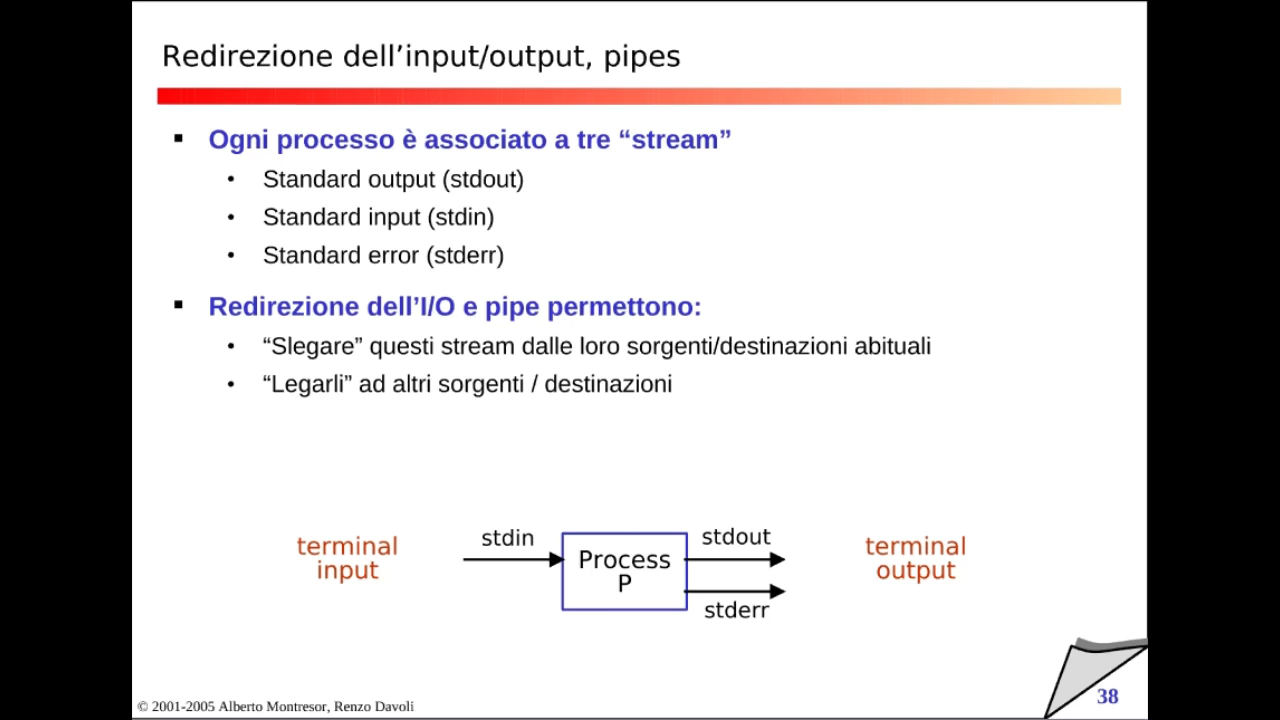 Redirezione dell’input/output, pipes
Ogni processo è associato a tre “stream”
Standard output (stdout)
Standard input (stdin)
Standard error (stderr)
Redirezione dell’I/O e pipe permettono:
“Slegare” questi stream dalle loro sorgenti/destinazioni abituali
“Legarli” ad altri sorgenti / destinazioni
terminal
input
stdin
Process
P
stdout
stderr
terminal
output
© 2001-2005 Alberto Montresor, Renzo Davoli
38